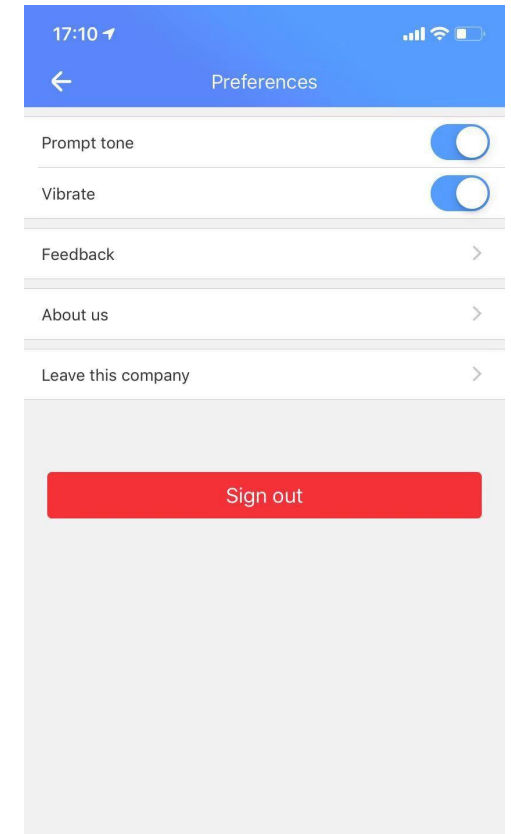 17:10
Preferences
Prompt tone
Vibrate
Feedback
About us
Leave this company
Sign out